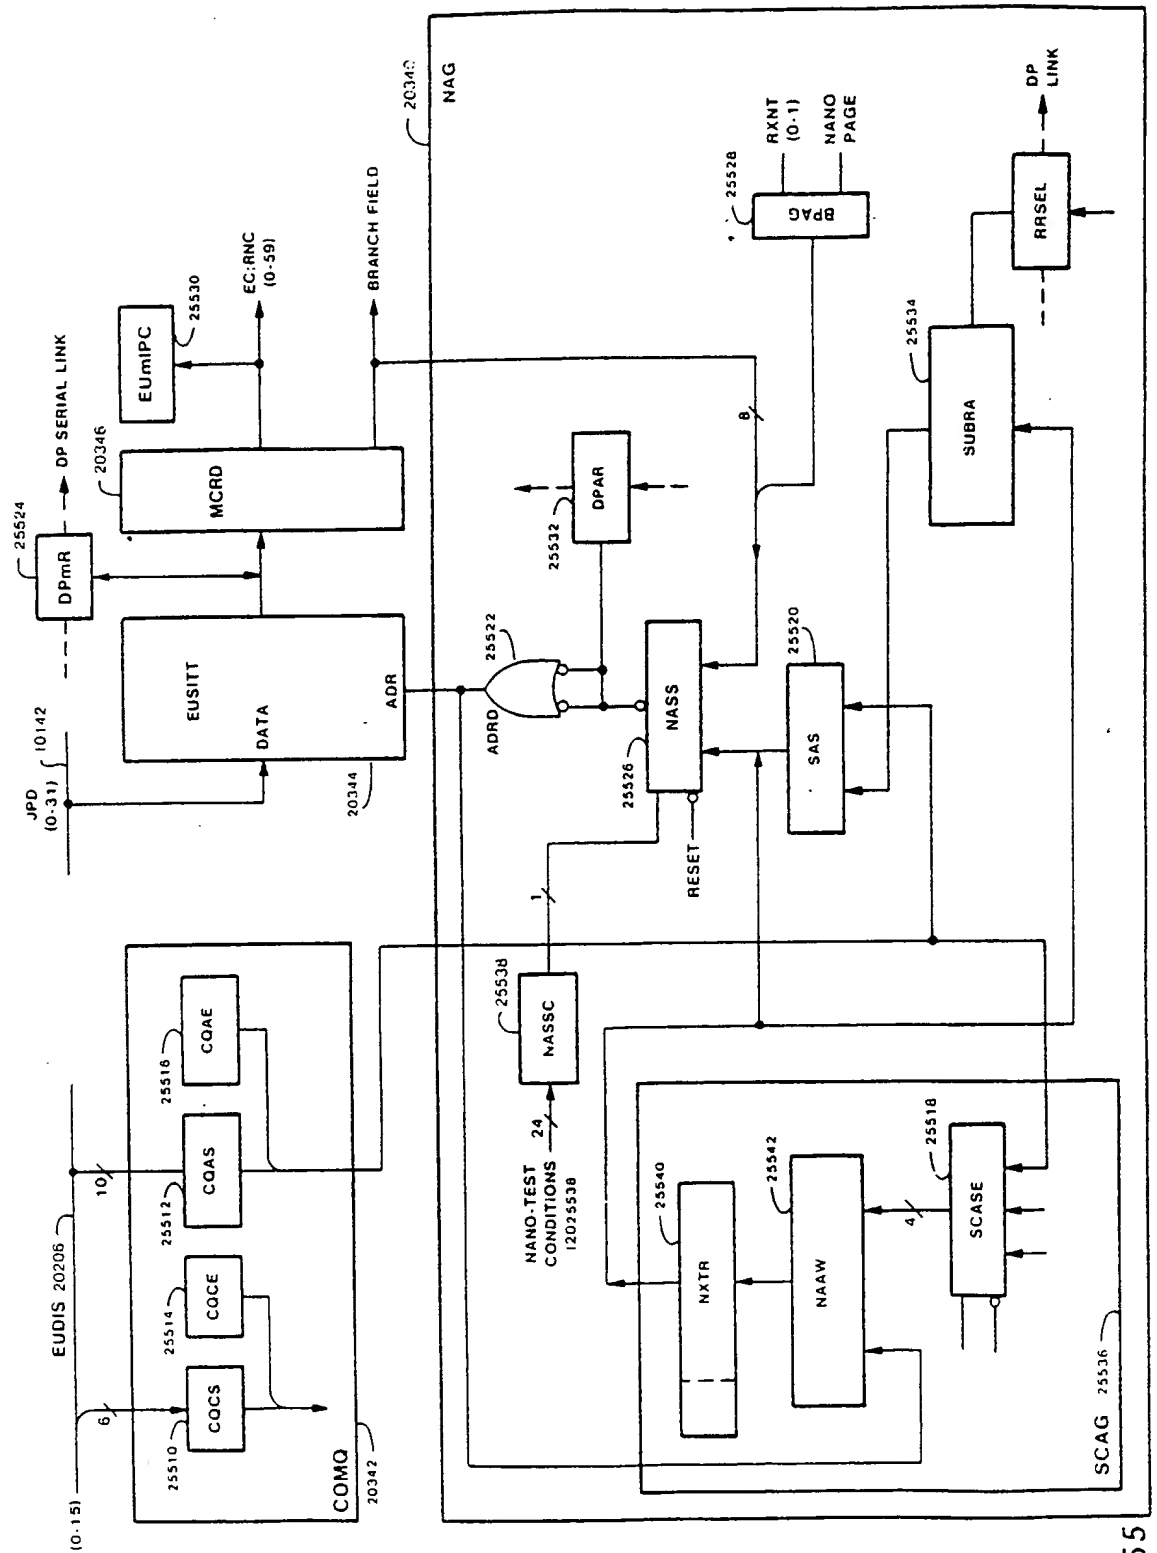 EUDIS 20206
(0-15)
6
10
25510
CQCS
25514
CQCE
25512
CQAS
25516
CQAE
COMQ
20342
JPD
(0-31)
10142
DPmR
25524
DP SERIAL LINK
EUSITT
DATA
ADR
20344
MCRD
20346
EUmIPC
25530
EC:RNC
(0-59)
BRANCH FIELD
NAG
ADRD
25522
DPAR
25532
8
25528
BPAG
RXNT
(0-1)
NANO
PAGE
NASS
25526
RESET
1
NASSC
25538
24
NANO-TEST
CONDITIONS
12025538
SAS
25520
SUBRA
25534
RRSEL
DP
LINK
NXTR
25540
NAAW
25542
4
SCASE
25518
SCAG
25536
55